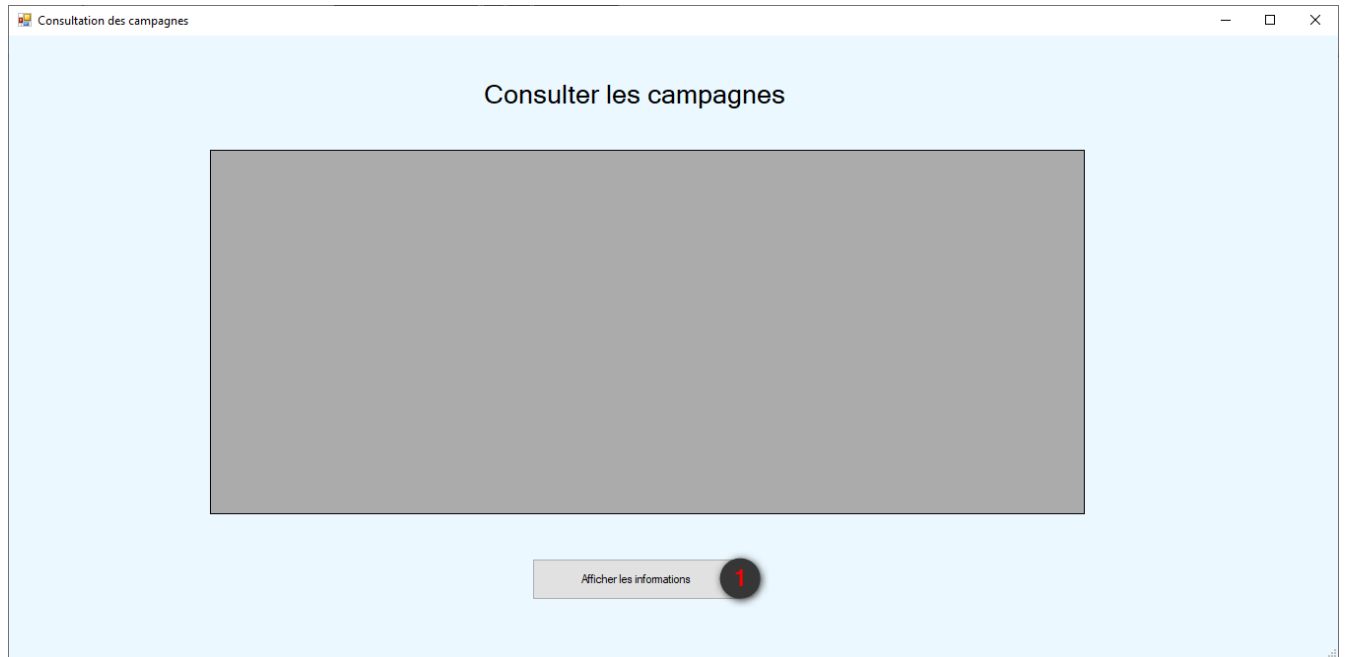 Consultation des campagnes
Consulter les campagnes
Afficher les informations
1